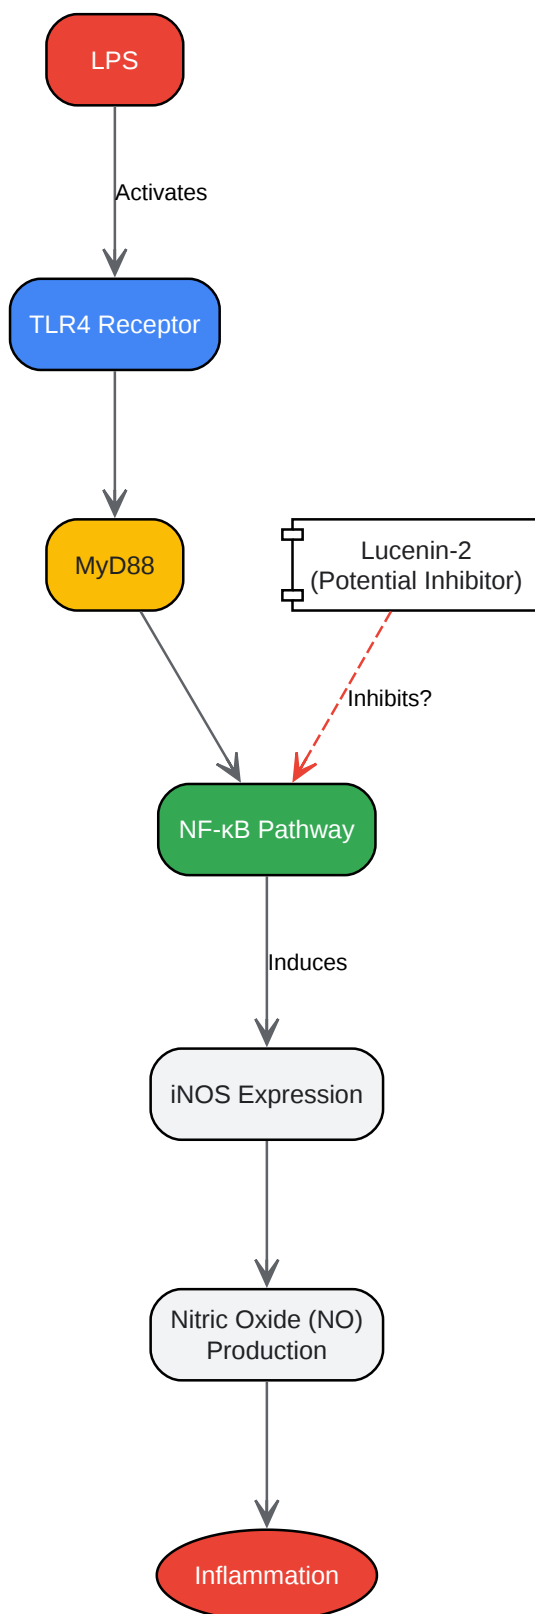 LPS
Activates
TLR4 Receptor
MyD88
Lucenin-2
(Potential Inhibitor)
Inhibits?
NF-κB Pathway
Induces
iNOS Expression
Nitric Oxide (NO)
Production
Inflammation